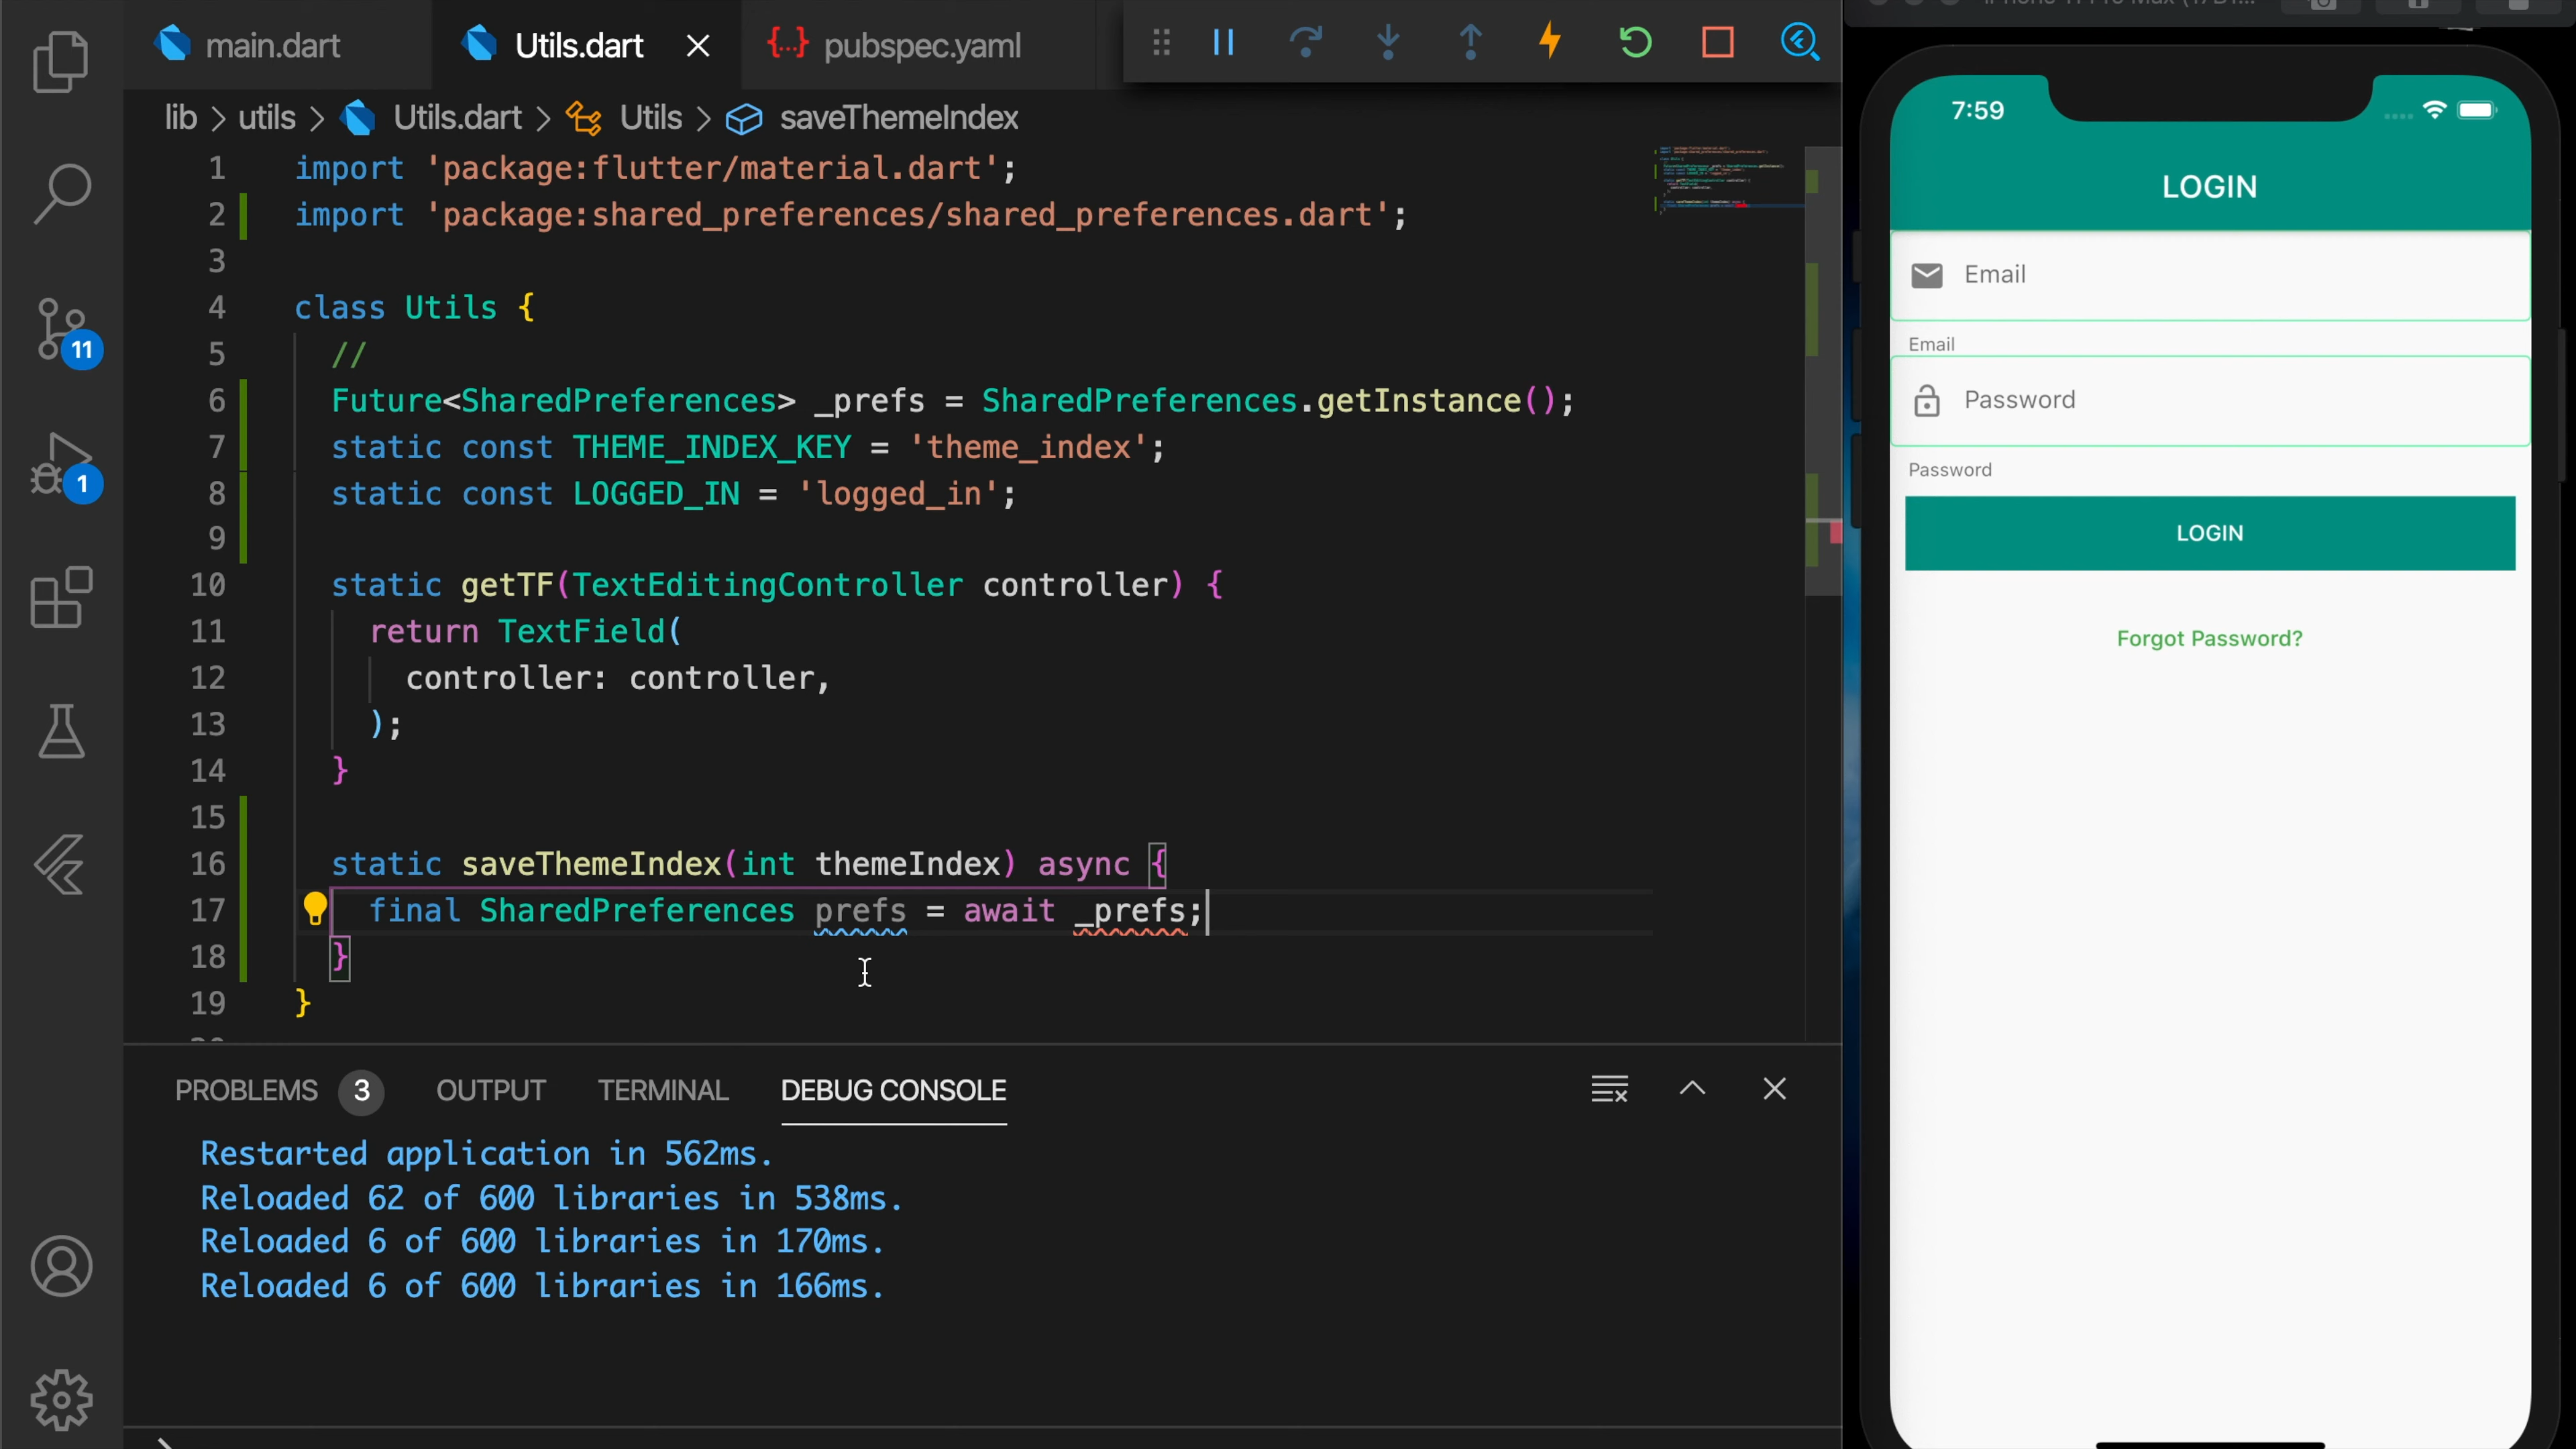 main.dart
Utils.dart
pubspec.yaml
lib > utils > Utils.dart > Utils > saveThemeIndex
1 import 'package:flutter/material.dart';
2 import 'package:shared_preferences/shared_preferences.dart';
3
4 class Utils {
5 //
6 Future<SharedPreferences> _prefs = SharedPreferences.getInstance();
7 static const THEME_INDEX_KEY = 'theme_index';
8 static const LOGGED_IN = 'logged_in';
9
10 static getTF(TextEditingController controller) {
11 return TextField(
12 controller: controller,
13 );
14 }
15
16 static saveThemeIndex(int themeIndex) async {
17 final SharedPreferences prefs = await _prefs;
18 }
19 }
11
1
PROBLEMS 3 OUTPUT TERMINAL DEBUG CONSOLE
Restarted application in 562ms.
Reloaded 62 of 600 libraries in 538ms.
Reloaded 6 of 600 libraries in 170ms.
Reloaded 6 of 600 libraries in 166ms.
7:59
LOGIN
Email
Email
Password
Password
LOGIN
Forgot Password?